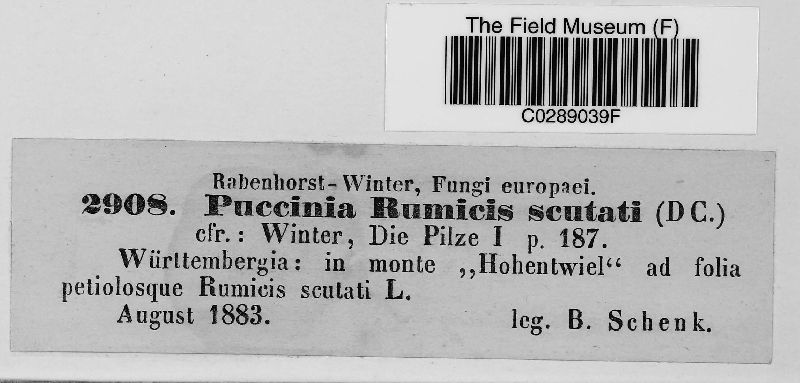 The Field Museum (F)
C0289039F
Rabenhorst-Winter, Fungi europaei.
2908. Puccinia Rumicis scutati (DC.)
cfr.: Winter, Die Pilze I p. 187.
Württembergia: in monte „Hohentwiel“ ad folia
petiolosque Rumicis scutati L.
August 1883. leg. B. Schenk.